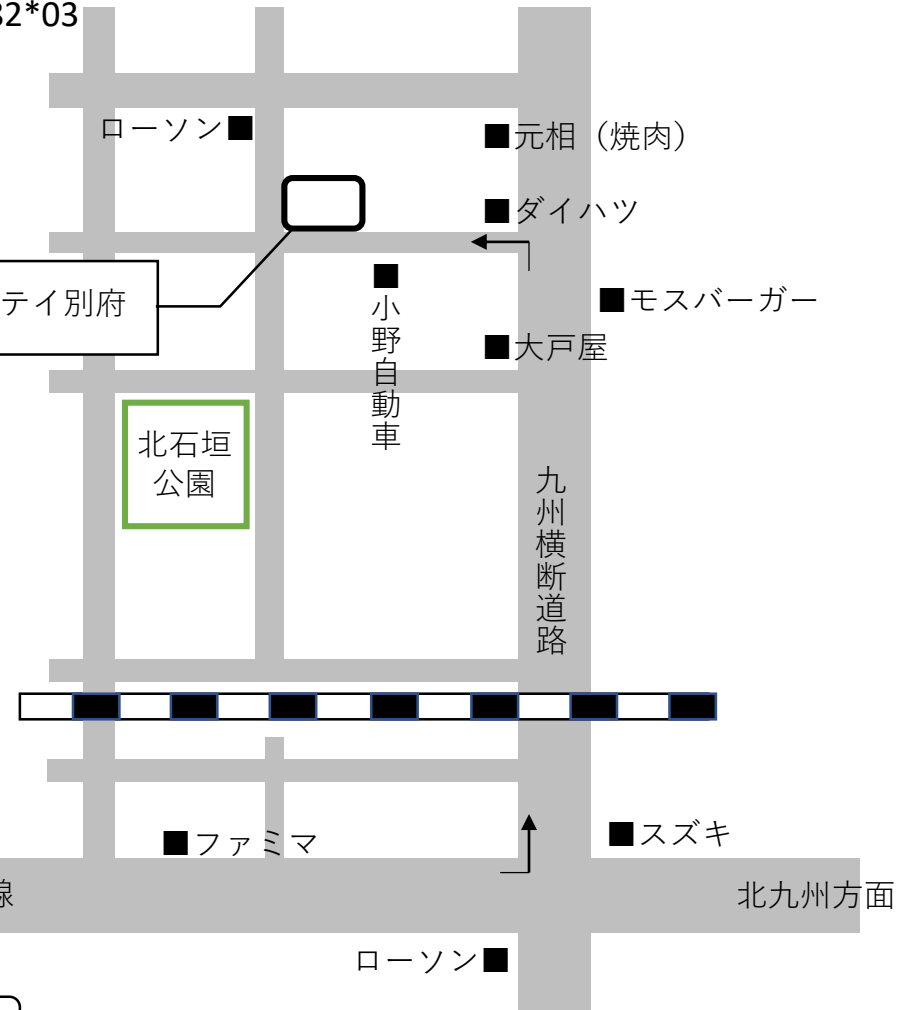 32*03
ローソン■
■元相（焼肉）
■ダイハツ
テイ別府
■小野自動車
■モスバーガー
■大戸屋
北石垣
公園
九州横断道路
■ファミマ
■スズキ
線
北九州方面
ローソン■